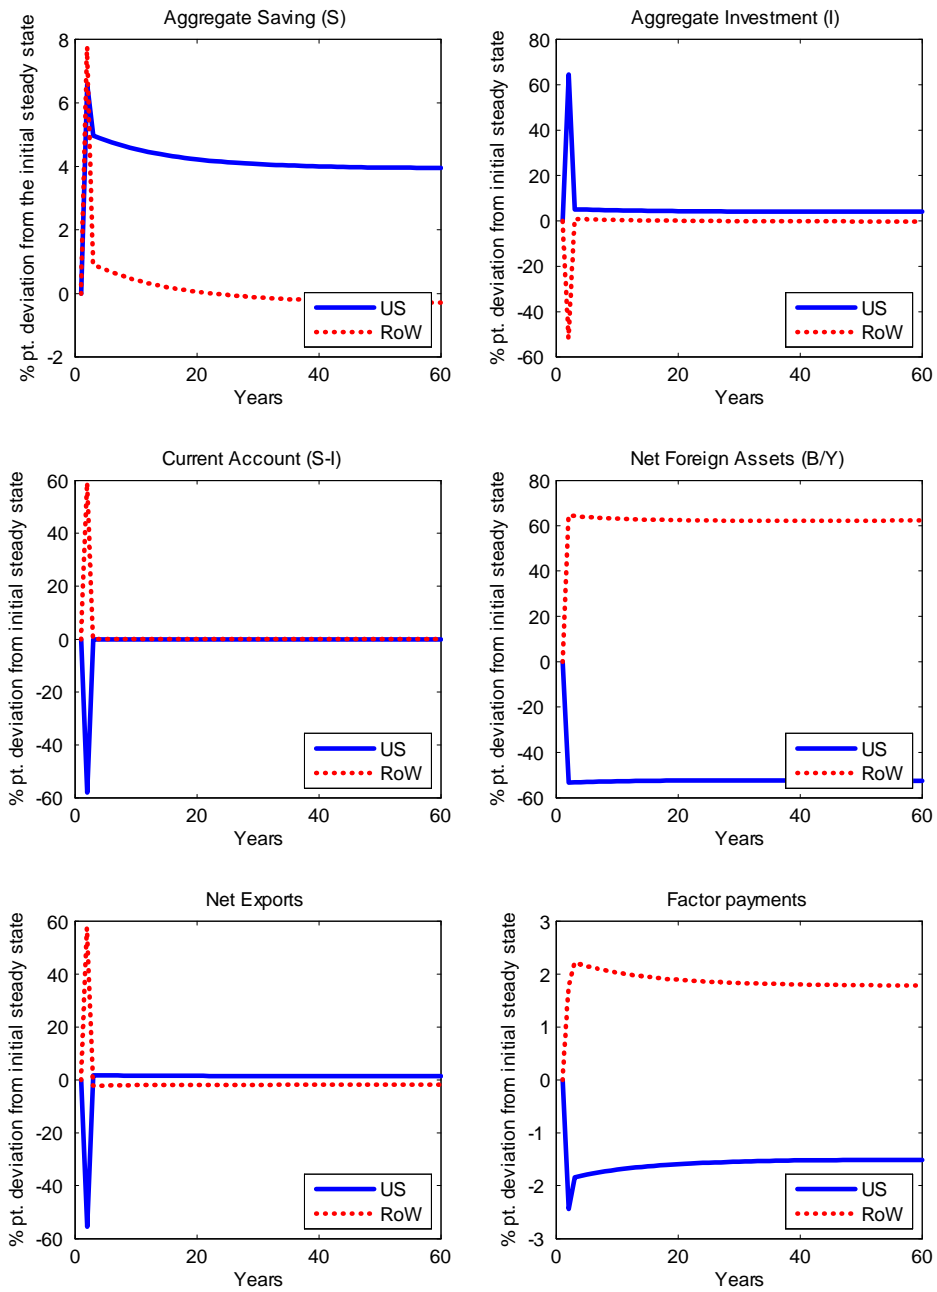 Aggregate Saving (S)
% pt. deviation from the initial steady state
8
6
4
2
0
-2
0
20
40
60
Years
US
RoW
Aggregate Investment (I)
% pt. deviation from initial steady state
80
60
40
20
0
-20
-40
-60
0
20
40
60
Years
US
RoW
Current Account (S-I)
% pt. deviation from initial steady state
60
40
20
0
-20
-40
-60
0
20
40
60
Years
US
RoW
Net Foreign Assets (B/Y)
% pt. deviation from initial steady state
80
60
40
20
0
-20
-40
-60
0
20
40
60
Years
US
RoW
Net Exports
% pt. deviation from initial steady state
60
40
20
0
-20
-40
-60
0
20
40
60
Years
US
RoW
Factor payments
% pt. deviation from initial steady state
3
2
1
0
-1
-2
-3
0
20
40
60
Years
US
RoW